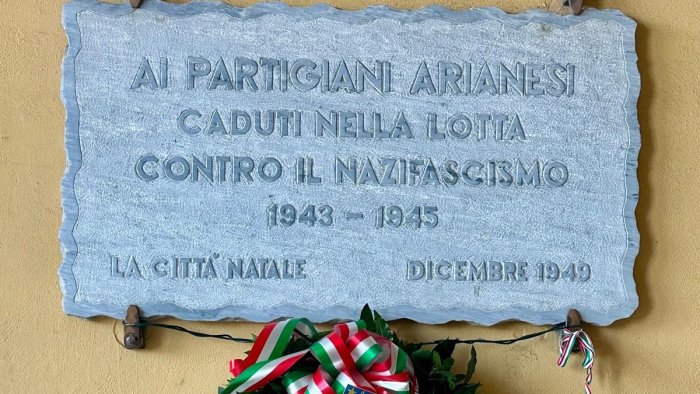 AI PARTIGIANI ARIANESI
CADUTI NELLA LOTTA
CONTRO IL NAZIFASCISMO
1943 - 1945
LA CITTÀ NATALE DICEMBRE 1949